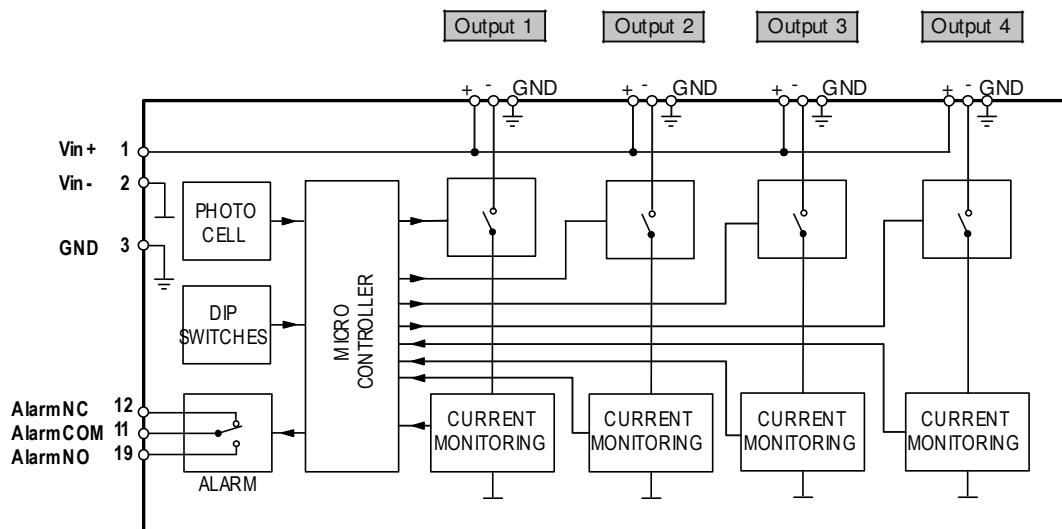 Output 1 Output 2 Output 3 Output 4
+ - GND + - GND + - GND + - GND
Vin+ 1
Vin- 2
GND 3
PHOTO
CELL
DIP
SWITCHES
MICRO
CONTROLLER
AlarmNC 12
AlarmCOM 11
AlarmNO 19
ALARM
CURRENT
MONITORING
CURRENT
MONITORING
CURRENT
MONITORING
CURRENT
MONITORING